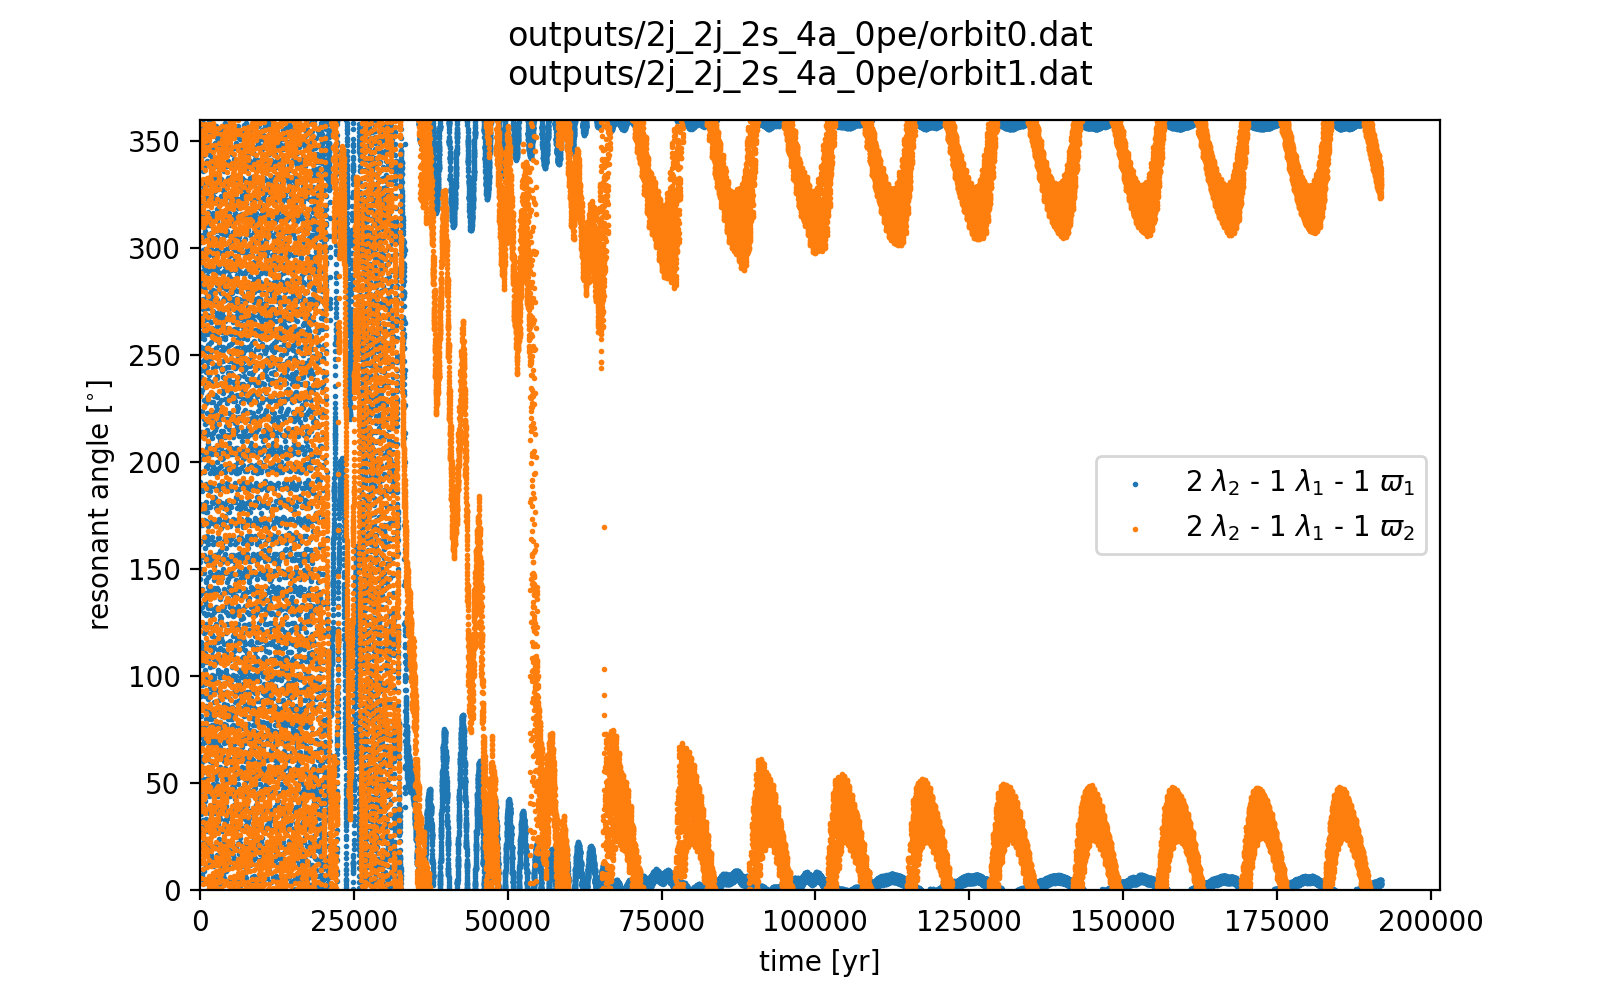 outputs/2j_2j_2s_4a_0pe/orbit0.dat
outputs/2j_2j_2s_4a_0pe/orbit1.dat
350
300
250
200
150
100
50
0
resonant angle [°]
2 λ₂ - 1 λ₁ - 1 ϖ₁
2 λ₂ - 1 λ₁ - 1 ϖ₂
0 25000 50000 75000 100000 125000 150000 175000 200000
time [yr]